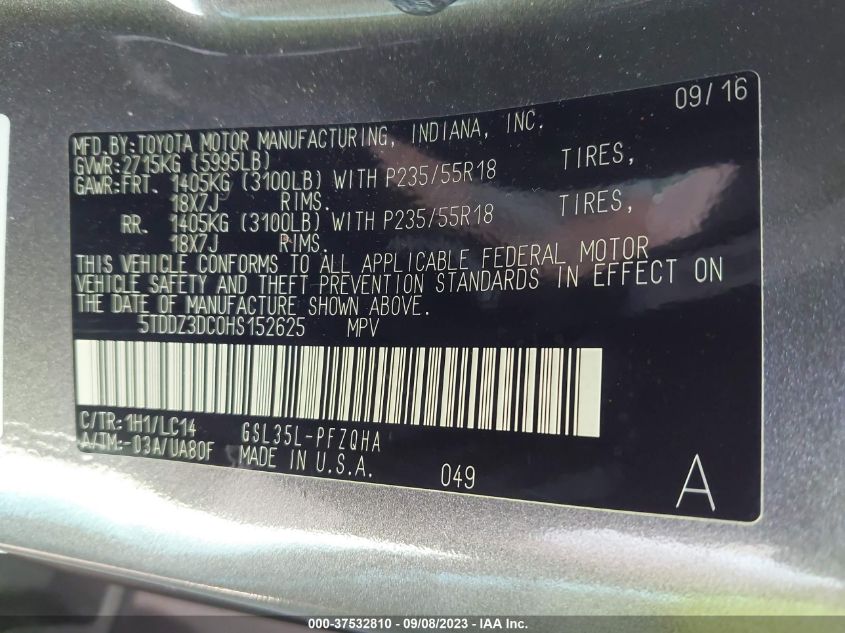 09/16
MFD.BY:TOYOTA MOTOR MANUFACTURING, INDIANA, INC.
GVWR:2715KG (5995LB)
GAWR:FRT. 1405KG (3100LB) WITH P235/55R18 TIRES,
18X7J RIMS.
RR. 1405KG (3100LB) WITH P235/55R18 TIRES,
18X7J RIMS.
THIS VEHICLE CONFORMS TO ALL APPLICABLE FEDERAL MOTOR
VEHICLE SAFETY AND THEFT PREVENTION STANDARDS IN EFFECT ON
THE DATE OF MANUFACTURE SHOWN ABOVE.
5TDDZ3DC0HS152625 MPV
C/TR:1H1/LC14 GSL35L-PFZQHA
A/TM:-03A/UA80F MADE IN U.S.A. 049
A
000-37532810 - 09/08/2023 - IAA Inc.